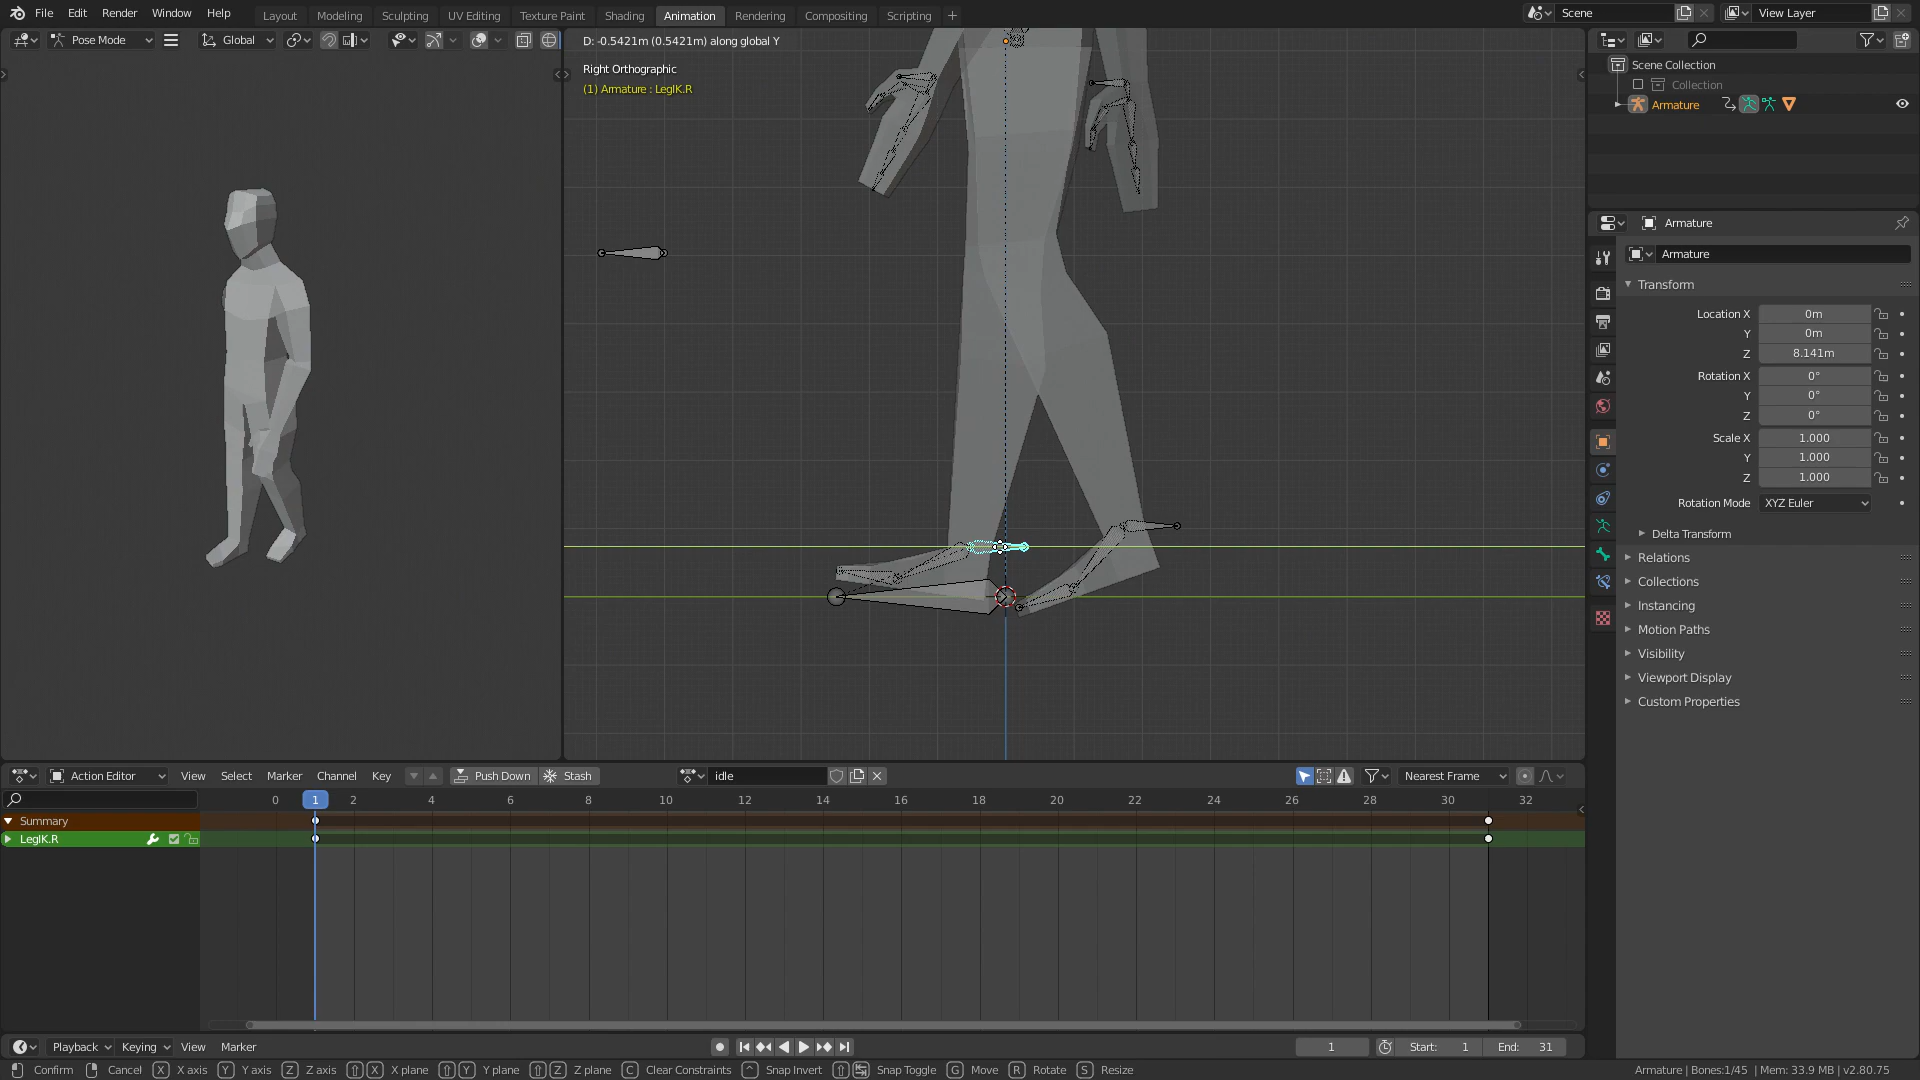 File Edit Render Window Help
Layout Modeling Sculpting UV Editing Texture Paint Shading Animation Rendering Compositing Scripting +
Scene
View Layer
Pose Mode
Global
D: -0.5421m (0.5421m) along global Y
Right Orthographic
(1) Armature : LegIK.R
Scene Collection
Collection
Armature
Armature
Armature
Transform
Location X 0m
Y 0m
Z 8.141m
Rotation X 0°
Y 0°
Z 0°
Scale X 1.000
Y 1.000
Z 1.000
Rotation Mode XYZ Euler
Delta Transform
Relations
Collections
Instancing
Motion Paths
Visibility
Viewport Display
Custom Properties
Action Editor View Select Marker Channel Key Push Down Stash idle Nearest Frame
0 1 2 4 6 8 10 12 14 16 18 20 22 24 26 28 30 32
Summary
LegIK.R
Playback Keying View Marker 1 Start: 1 End: 31
Confirm Cancel X X axis Y Y axis Z Z axis X X plane Y Y plane Z Z plane C Clear Constraints Snap Invert Snap Toggle G Move R Rotate S Resize Armature | Bones:1/45 | Mem: 33.9 MB | v2.80.75